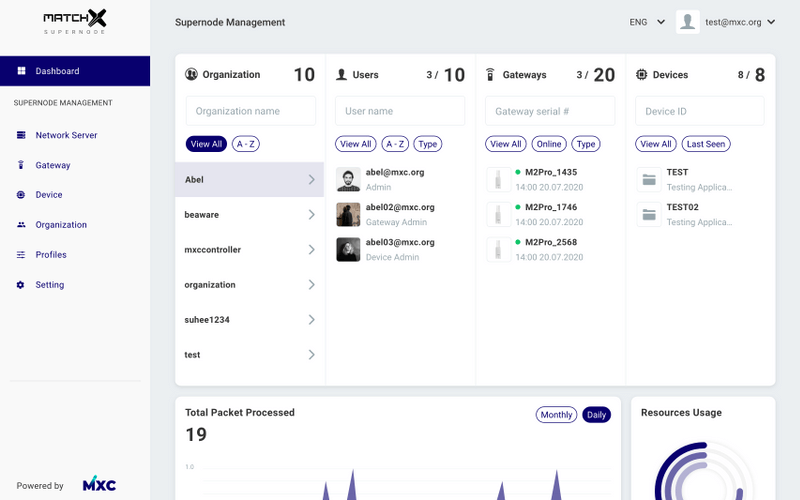 MATCHX
SUPERNODE
Supernode Management
ENG
test@mxc.org
Dashboard
SUPERNODE MANAGEMENT
Network Server
Gateway
Device
Organization
Profiles
Setting
Powered by
MXC
Organization 10
Organization name
View All
A - Z
Abel
beaware
mxccontroller
organization
suhee1234
test
Users 3 / 10
User name
View All
A - Z
Type
abel@mxc.org
Admin
abel02@mxc.org
Gateway Admin
abel03@mxc.org
Device Admin
Gateways 3 / 20
Gateway serial #
View All
Online
Type
M2Pro_1435
14:00 20.07.2020
M2Pro_1746
14:00 20.07.2020
M2Pro_2568
14:00 20.07.2020
Devices 8 / 8
Device ID
View All
Last Seen
TEST
Testing Applica...
TEST02
Testing Applica...
Total Packet Processed
19
Monthly
Daily
1.0
Resources Usage